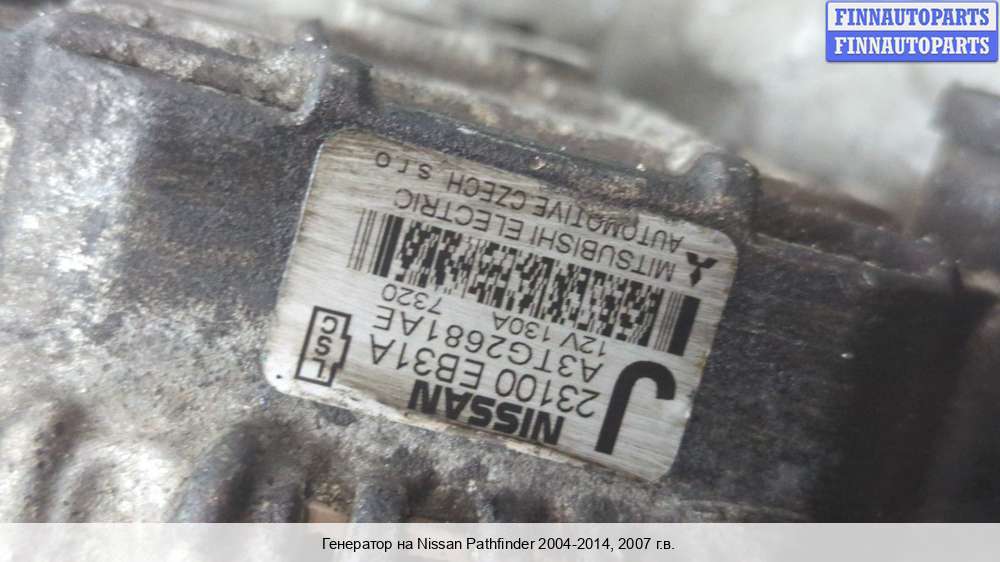 FINNAUTOPARTS
FINNAUTOPARTS
NISSAN
23100 EB31A
A3TG2681AE
12V 130A 7320
J
LSC
MITSUBISHI ELECTRIC
AUTOMOTIVE CZECH s.r.o
Генератор на Nissan Pathfinder 2004-2014, 2007 г.в.